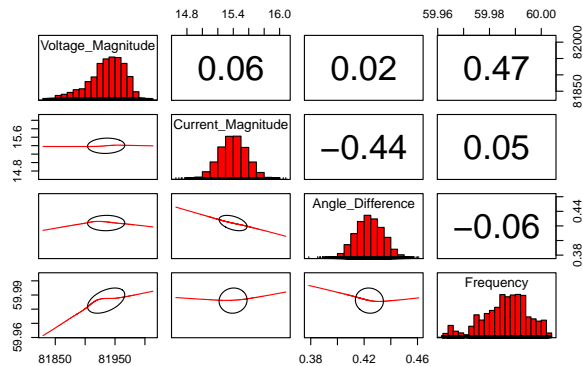 14.8 15.4 16.0 59.96 59.98 60.00
Voltage_Magnitude
0.06 0.02 0.47
81850 82000
14.8 15.6
Current_Magnitude
−0.44 0.05
Angle_Difference
−0.06
0.38 0.44
59.96 59.99
Frequency
81850 81950 0.38 0.42 0.46